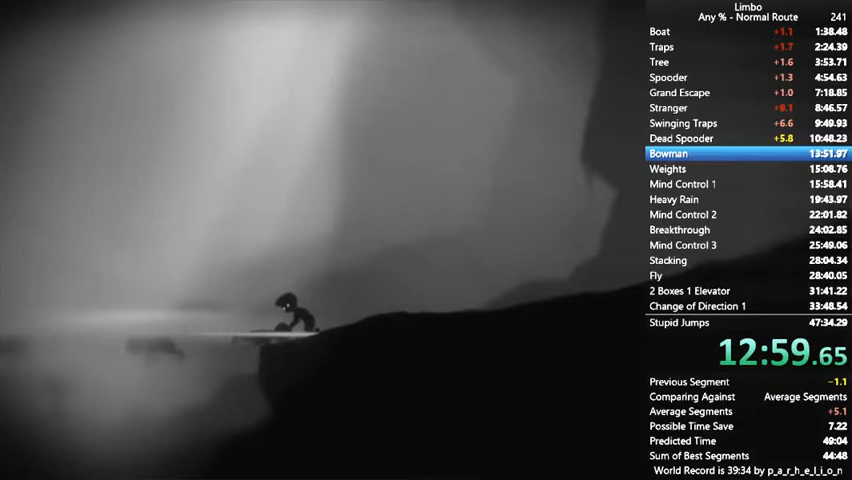 Limbo
Any % - Normal Route 241
Boat +1.1 1:38.48
Traps +1.7 2:24.39
Tree +1.6 3:53.71
Spooder +1.3 4:54.63
Grand Escape +1.0 7:18.85
Stranger +9.1 8:46.57
Swinging Traps +6.6 9:49.93
Dead Spooder +5.8 10:48.23
Bowman 13:51.97
Weights 15:08.76
Mind Control 1 15:58.41
Heavy Rain 19:43.97
Mind Control 2 22:01.82
Breakthrough 24:02.85
Mind Control 3 25:49.06
Stacking 28:04.34
Fly 28:40.05
2 Boxes 1 Elevator 31:41.22
Change of Direction 1 33:48.54
Stupid Jumps 47:34.29
12:59.65
Previous Segment −1.1
Comparing Against Average Segments
Average Segments +5.1
Possible Time Save 7.22
Predicted Time 49:04
Sum of Best Segments 44:48
World Record is 39:34 by p_a_r_h_e_l_i_o_n